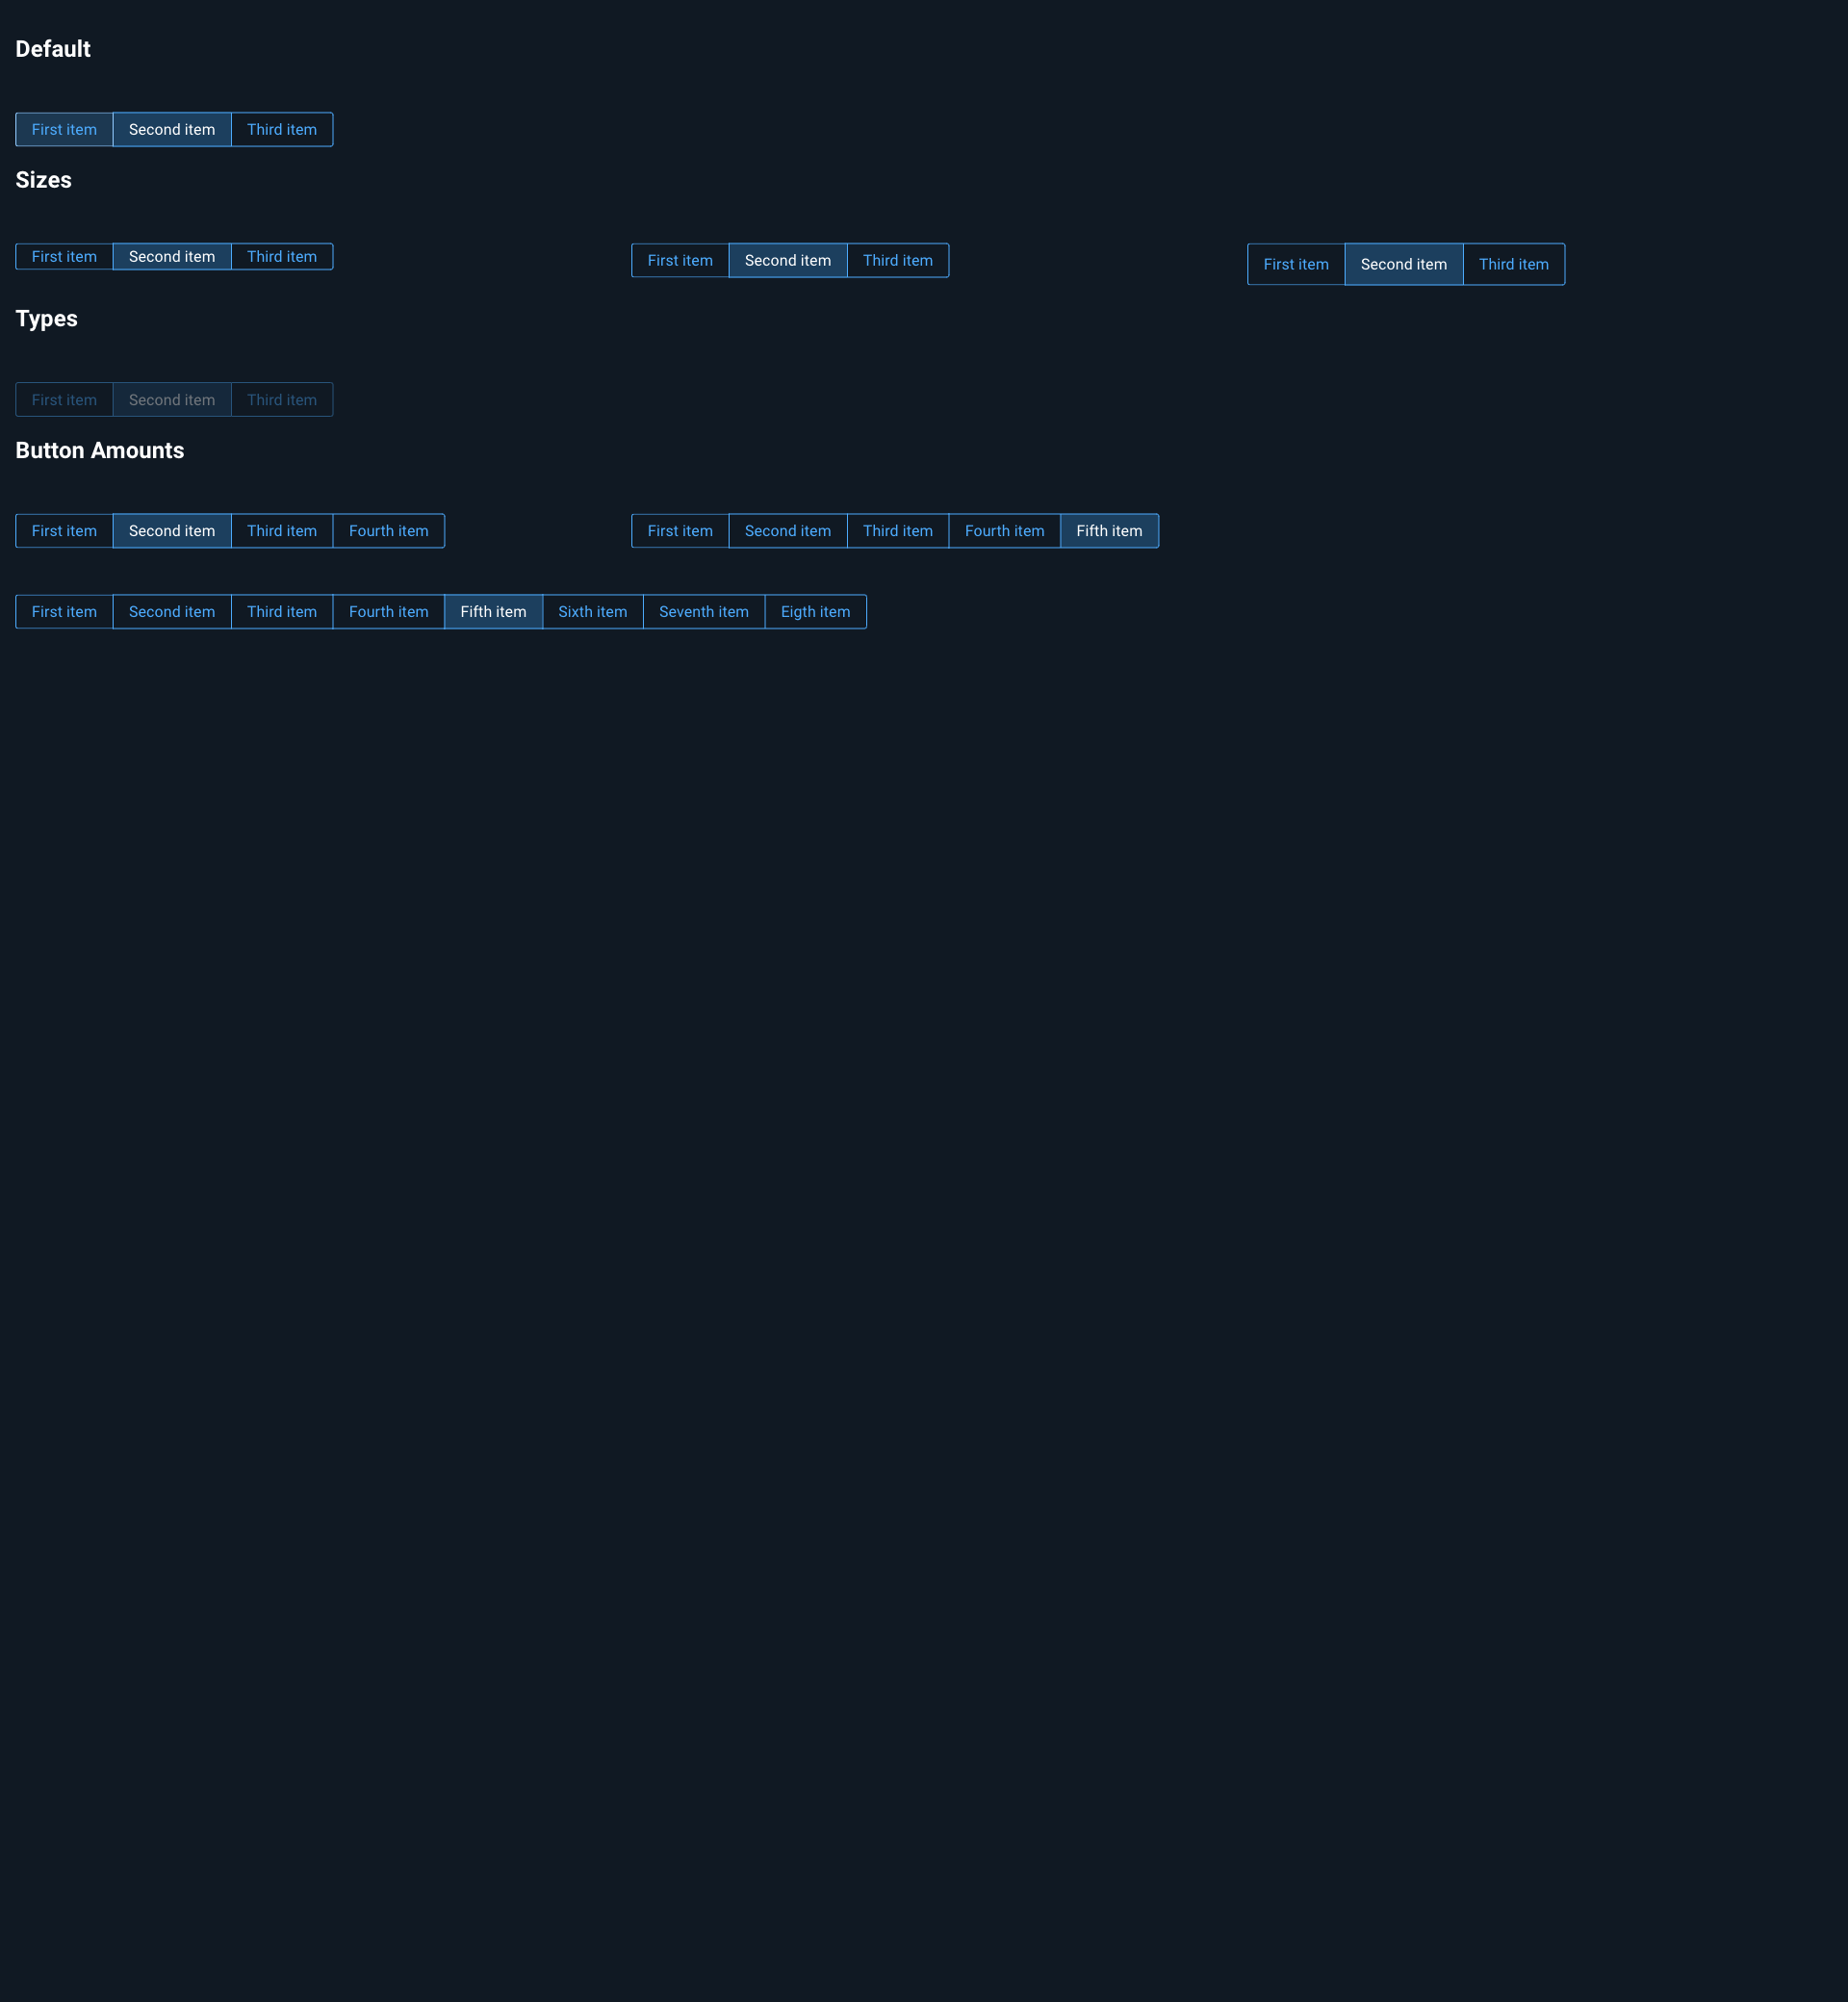 Default
First item Second item Third item
Sizes
First item Second item Third item First item Second item Third item First item Second item Third item
Types
First item Second item Third item
Button Amounts
First item Second item Third item Fourth item First item Second item Third item Fourth item Fifth item
First item Second item Third item Fourth item Fifth item Sixth item Seventh item Eigth item